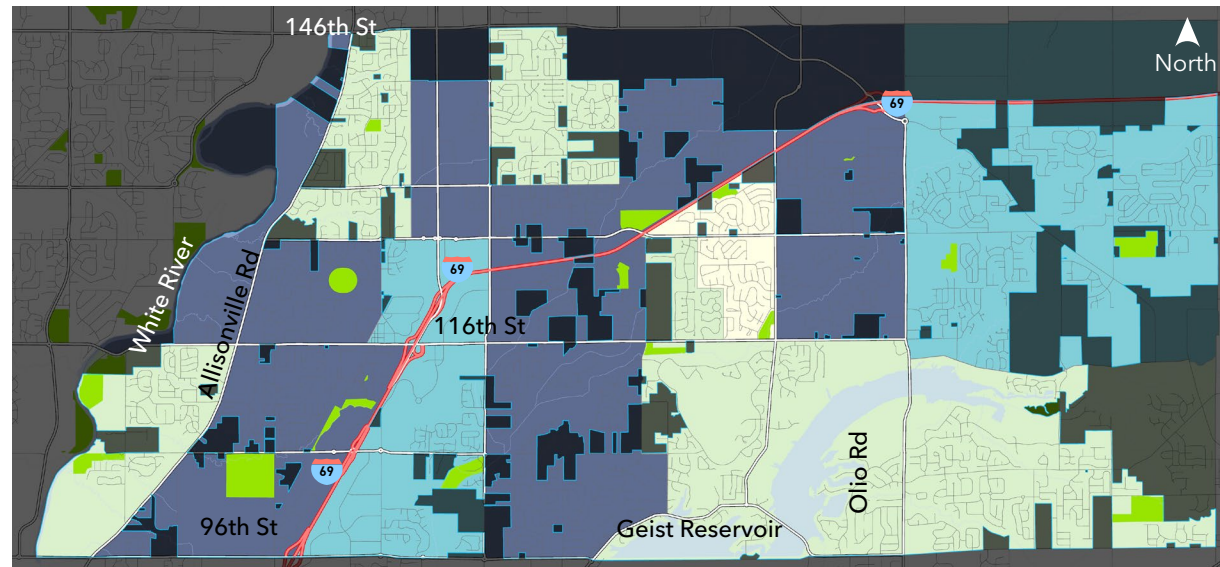 146th St
North
69
White River
Allisonville Rd
69
116th St
69
96th St
Geist Reservoir
Olio Rd